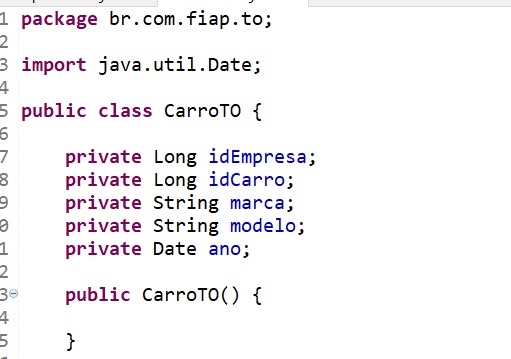 1 package br.com.fiap.to;
2
3 import java.util.Date;
4
5 public class CarroTO {
6
7 private Long idEmpresa;
8 private Long idCarro;
9 private String marca;
0 private String modelo;
1 private Date ano;
2
3 public CarroTO() {
4
5 }